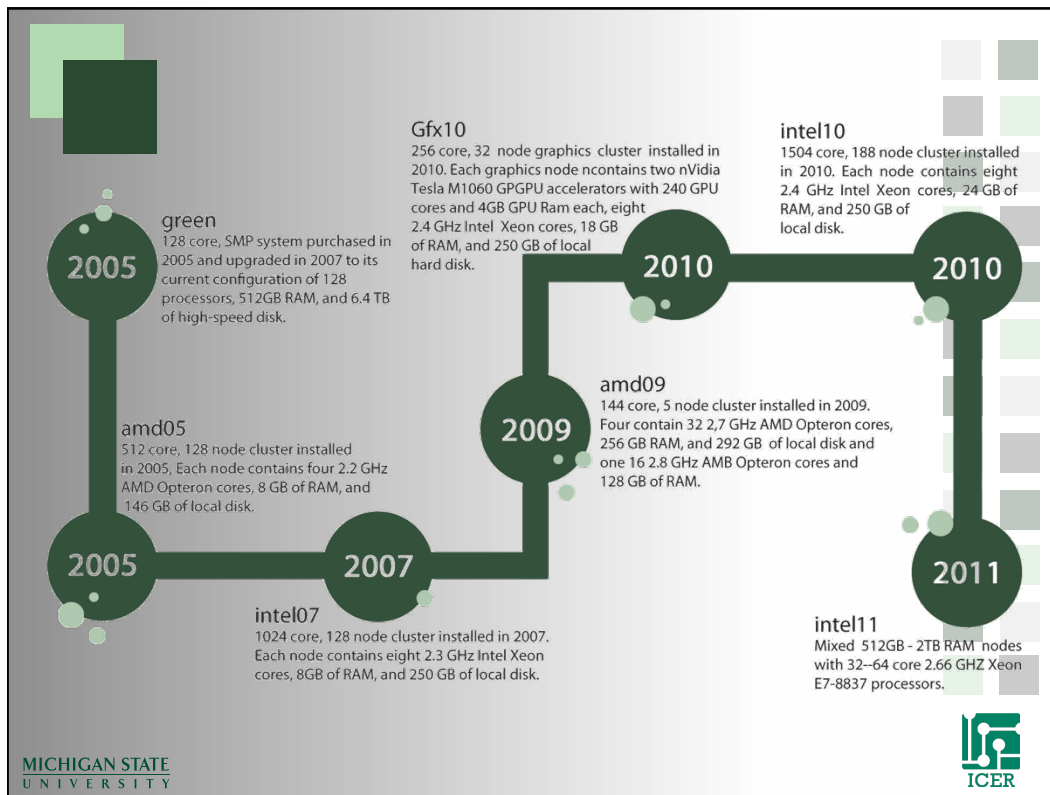 green
128 core, SMP system purchased in
2005 and upgraded in 2007 to its
current configuration of 128
processors, 512GB RAM, and 6.4 TB
of high-speed disk.
2005
amd05
512 core, 128 node cluster installed
in 2005, Each node contains four 2.2 GHz
AMD Opteron cores, 8 GB of RAM, and
146 GB of local disk.
2005
2007
intel07
1024 core, 128 node cluster installed in 2007.
Each node contains eight 2.3 GHz Intel Xeon
cores, 8GB of RAM, and 250 GB of local disk.
2009
amd09
144 core, 5 node cluster installed in 2009.
Four contain 32 2,7 GHz AMD Opteron cores,
256 GB RAM, and 292 GB of local disk and
one 16 2.8 GHz AMB Opteron cores and
128 GB of RAM.
Gfx10
256 core, 32 node graphics cluster installed in
2010. Each graphics node ncontains two nVidia
Tesla M1060 GPGPU accelerators with 240 GPU
cores and 4GB GPU Ram each, eight
2.4 GHz Intel Xeon cores, 18 GB
of RAM, and 250 GB of local
hard disk.
2010
intel10
1504 core, 188 node cluster installed
in 2010. Each node contains eight
2.4 GHz Intel Xeon cores, 24 GB of
RAM, and 250 GB of
local disk.
2010
2011
intel11
Mixed 512GB - 2TB RAM nodes
with 32--64 core 2.66 GHZ Xeon
E7-8837 processors.
MICHIGAN STATE
UNIVERSITY
ICER